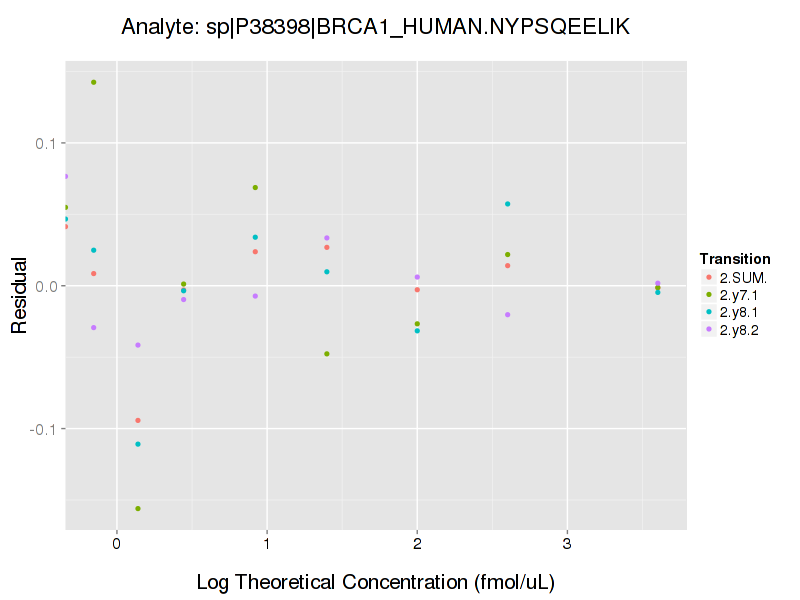 Analyte: sp|P38398|BRCA1_HUMAN.NYPSQEELIK
Residual
0.1
0.0
-0.1
0 1 2 3
Log Theoretical Concentration (fmol/uL)
Transition
2.SUM.
2.y7.1
2.y8.1
2.y8.2